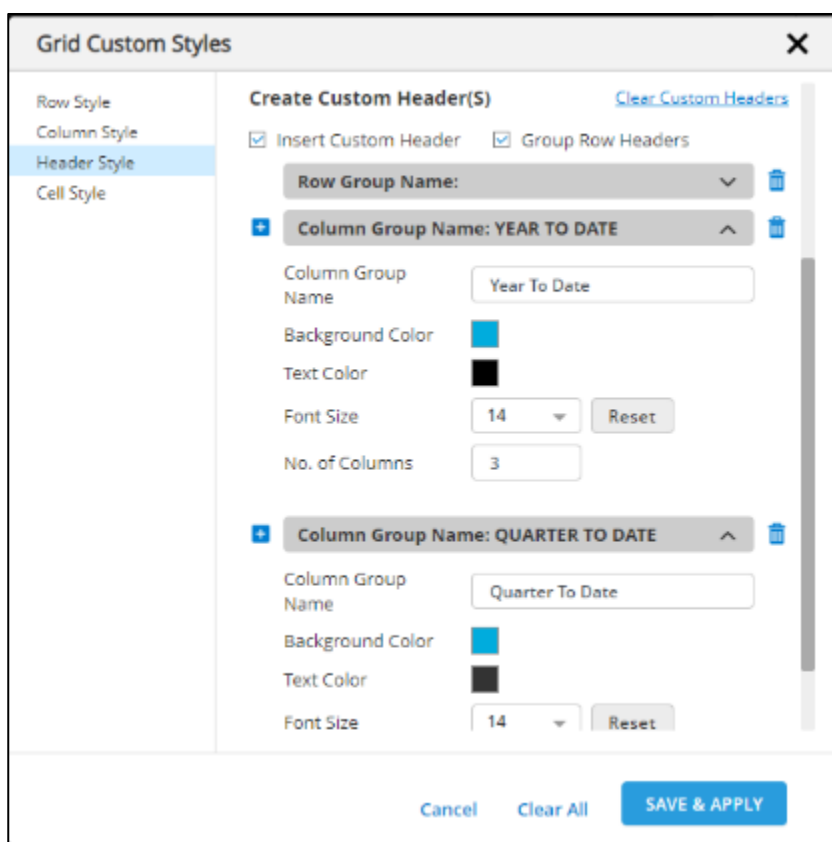 Grid Custom Styles
Row Style
Column Style
Header Style
Cell Style
Create Custom Header(S) Clear Custom Headers
Insert Custom Header Group Row Headers
Row Group Name:
Column Group Name: YEAR TO DATE
Column Group
Name
Year To Date
Background Color
Text Color
Font Size 14 Reset
No. of Columns 3
Column Group Name: QUARTER TO DATE
Column Group
Name
Quarter To Date
Background Color
Text Color
Font Size 14 Reset
Cancel Clear All SAVE & APPLY